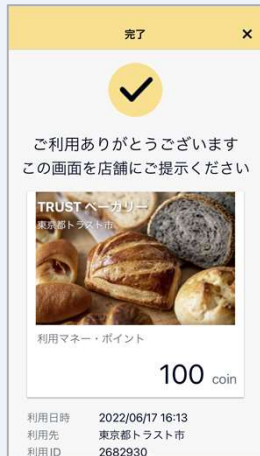 完了 ×
ご利用ありがとうございます
この画面を店舗にご提示ください
TRUST ベーカリー
東京都トラスト市
利用マネー・ポイント
100 coin
利用日時 2022/06/17 16:13
利用先 東京都トラスト市
利用ID 2682930